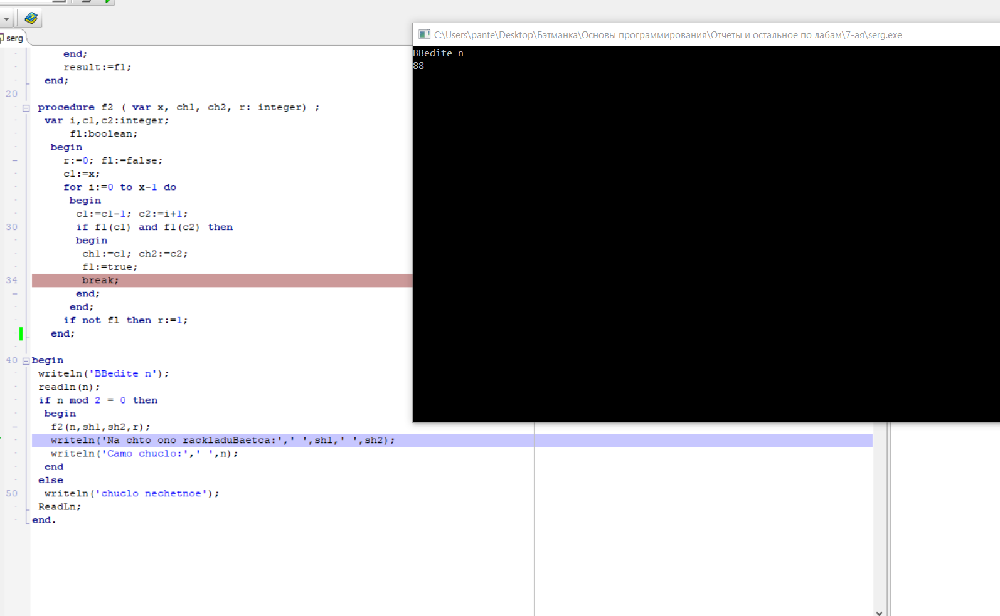 serg
end;
result:=fl;
end;
20
procedure f2 ( var x, ch1, ch2, r: integer) ;
var i,c1,c2:integer;
fl:boolean;
begin
r:=0; fl:=false;
c1:=x;
for i:=0 to x-1 do
begin
c1:=c1-1; c2:=i+1;
30 if f1(c1) and f1(c2) then
begin
ch1:=c1; ch2:=c2;
fl:=true;
34 break;
end;
end;
if not fl then r:=1;
end;
40 begin
writeln('BBedite n');
readln(n);
if n mod 2 = 0 then
begin
f2(n,sh1,sh2,r);
writeln('Na chto ono rackladuBaetca:',' ',sh1,' ',sh2);
writeln('Camo chuclo:',' ',n);
end
else
50 writeln('chuclo nechetnoe');
ReadLn;
end.
C:\Users\pante\Desktop\Бэтманка\Основы программирования\Отчеты и остальное по лабам\7-ая\serg.exe
BBedite n
88